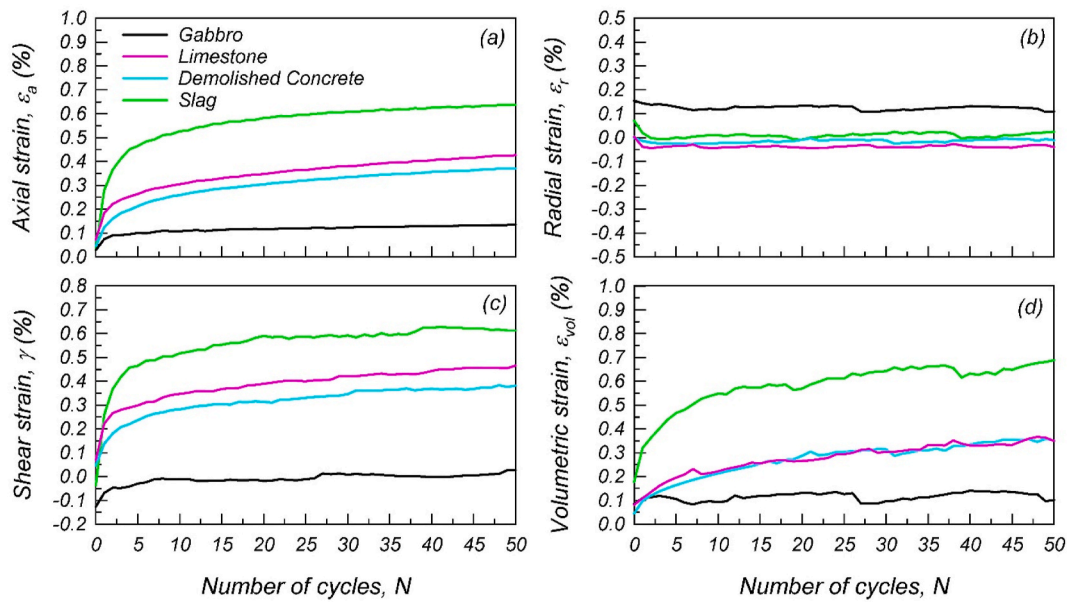 1.0
0.9
0.8
0.7
0.6
0.5
0.4
0.3
0.2
0.1
0.0
Axial strain, εa (%)
Gabbro
Limestone
Demolished Concrete
Slag
(a)
0.5
0.4
0.3
0.2
0.1
0.0
-0.1
-0.2
-0.3
-0.4
-0.5
Radial strain, εr (%)
(b)
0.8
0.7
0.6
0.5
0.4
0.3
0.2
0.1
0.0
-0.1
-0.2
Shear strain, γ (%)
(c)
0 5 10 15 20 25 30 35 40 45 50
Number of cycles, N
1.0
0.9
0.8
0.7
0.6
0.5
0.4
0.3
0.2
0.1
0.0
Volumetric strain, εvol (%)
(d)
0 5 10 15 20 25 30 35 40 45 50
Number of cycles, N